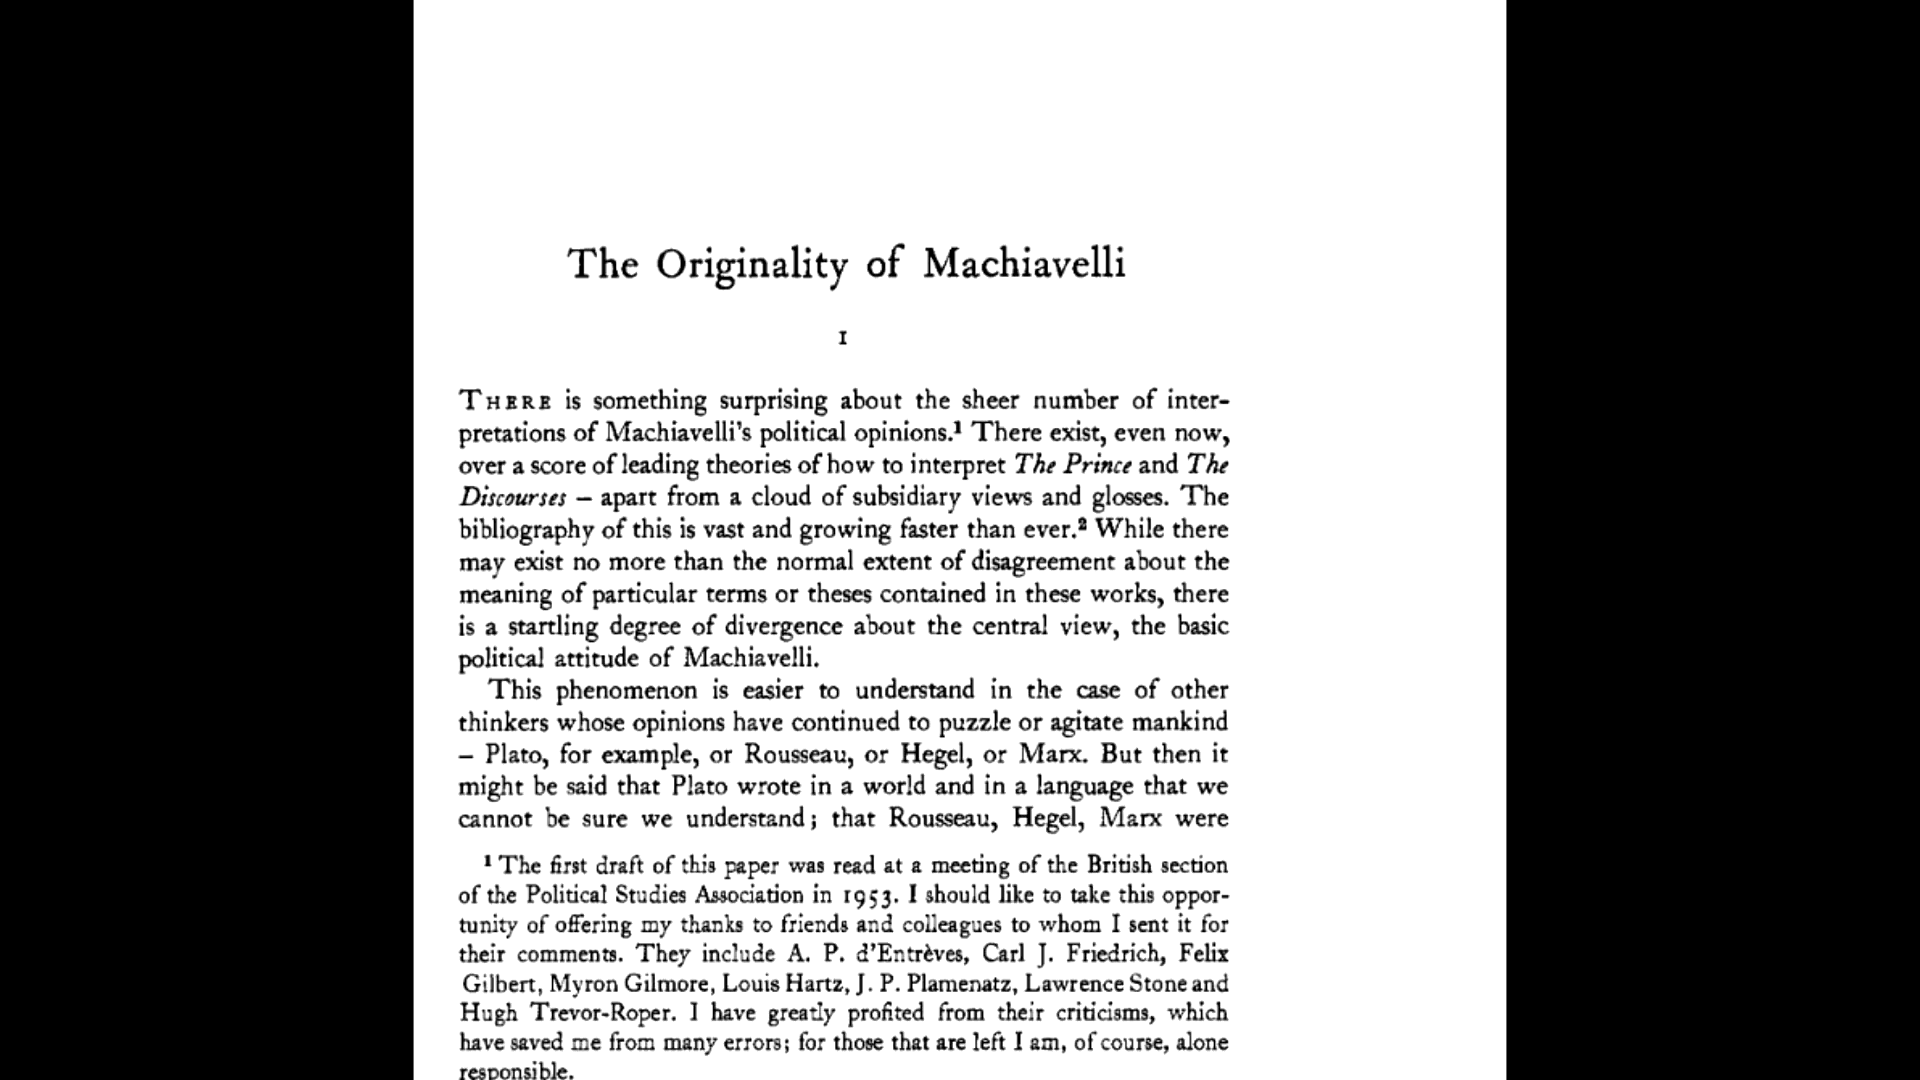 The Originality of Machiavelli
I
THERE is something surprising about the sheer number of inter-
pretations of Machiavelli's political opinions.¹ There exist, even now,
over a score of leading theories of how to interpret The Prince and The
Discourses – apart from a cloud of subsidiary views and glosses. The
bibliography of this is vast and growing faster than ever.² While there
may exist no more than the normal extent of disagreement about the
meaning of particular terms or theses contained in these works, there
is a startling degree of divergence about the central view, the basic
political attitude of Machiavelli.
This phenomenon is easier to understand in the case of other
thinkers whose opinions have continued to puzzle or agitate mankind
– Plato, for example, or Rousseau, or Hegel, or Marx. But then it
might be said that Plato wrote in a world and in a language that we
cannot be sure we understand; that Rousseau, Hegel, Marx were
¹ The first draft of this paper was read at a meeting of the British section
of the Political Studies Association in 1953. I should like to take this oppor-
tunity of offering my thanks to friends and colleagues to whom I sent it for
their comments. They include A. P. d'Entrèves, Carl J. Friedrich, Felix
Gilbert, Myron Gilmore, Louis Hartz, J. P. Plamenatz, Lawrence Stone and
Hugh Trevor-Roper. I have greatly profited from their criticisms, which
have saved me from many errors; for those that are left I am, of course, alone
responsible.